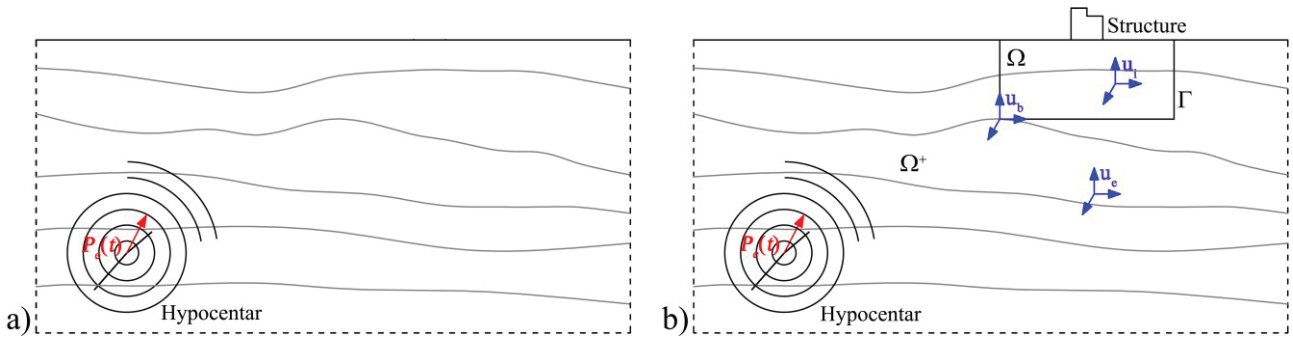 a)
P_e(t)
Hypocentar
b)
Structure
Ω
u_i
Γ
u_b
Ω⁺
u_e
P_e(t)
Hypocentar